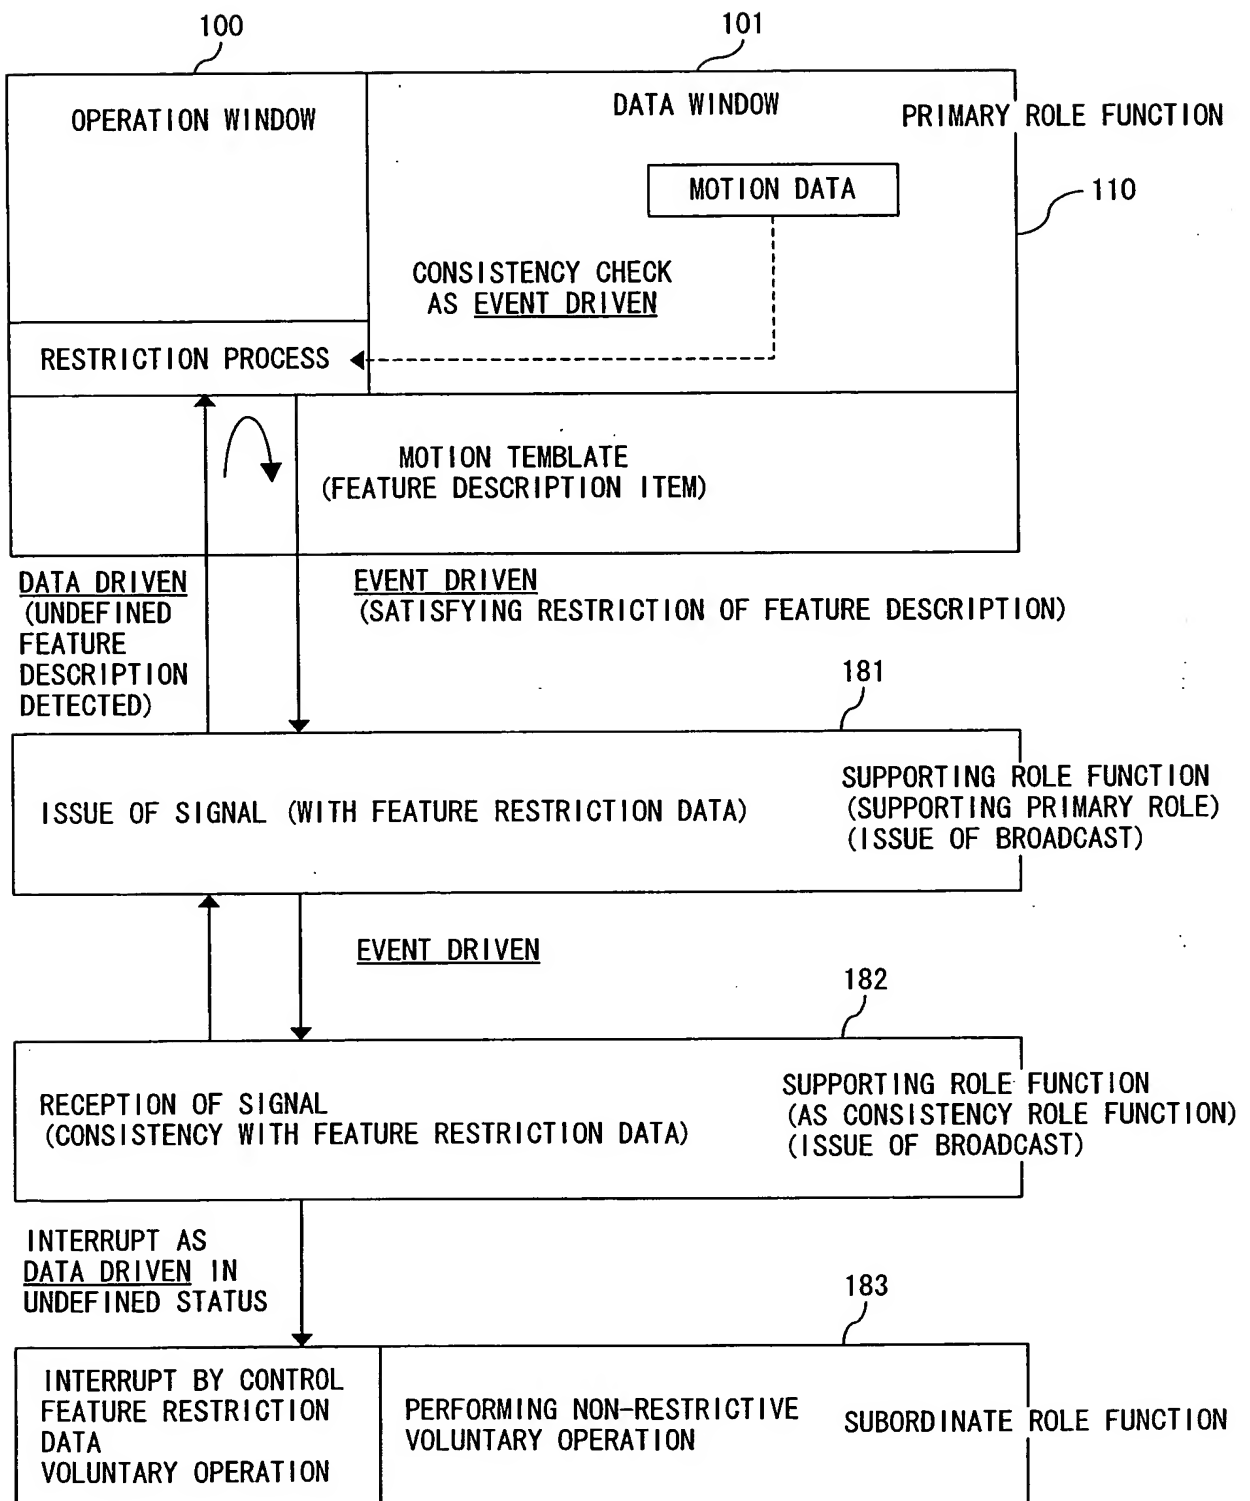 100
101
OPERATION WINDOW
DATA WINDOW
PRIMARY ROLE FUNCTION
MOTION DATA
110
CONSISTENCY CHECK
AS EVENT DRIVEN
RESTRICTION PROCESS
MOTION TEMBLATE
(FEATURE DESCRIPTION ITEM)
DATA DRIVEN
(UNDEFINED
FEATURE
DESCRIPTION
DETECTED)
EVENT DRIVEN
(SATISFYING RESTRICTION OF FEATURE DESCRIPTION)
181
ISSUE OF SIGNAL (WITH FEATURE RESTRICTION DATA)
SUPPORTING ROLE FUNCTION
(SUPPORTING PRIMARY ROLE)
(ISSUE OF BROADCAST)
EVENT DRIVEN
182
RECEPTION OF SIGNAL
(CONSISTENCY WITH FEATURE RESTRICTION DATA)
SUPPORTING ROLE FUNCTION
(AS CONSISTENCY ROLE FUNCTION)
(ISSUE OF BROADCAST)
INTERRUPT AS
DATA DRIVEN IN
UNDEFINED STATUS
183
INTERRUPT BY CONTROL
FEATURE RESTRICTION
DATA
VOLUNTARY OPERATION
PERFORMING NON-RESTRICTIVE
VOLUNTARY OPERATION
SUBORDINATE ROLE FUNCTION